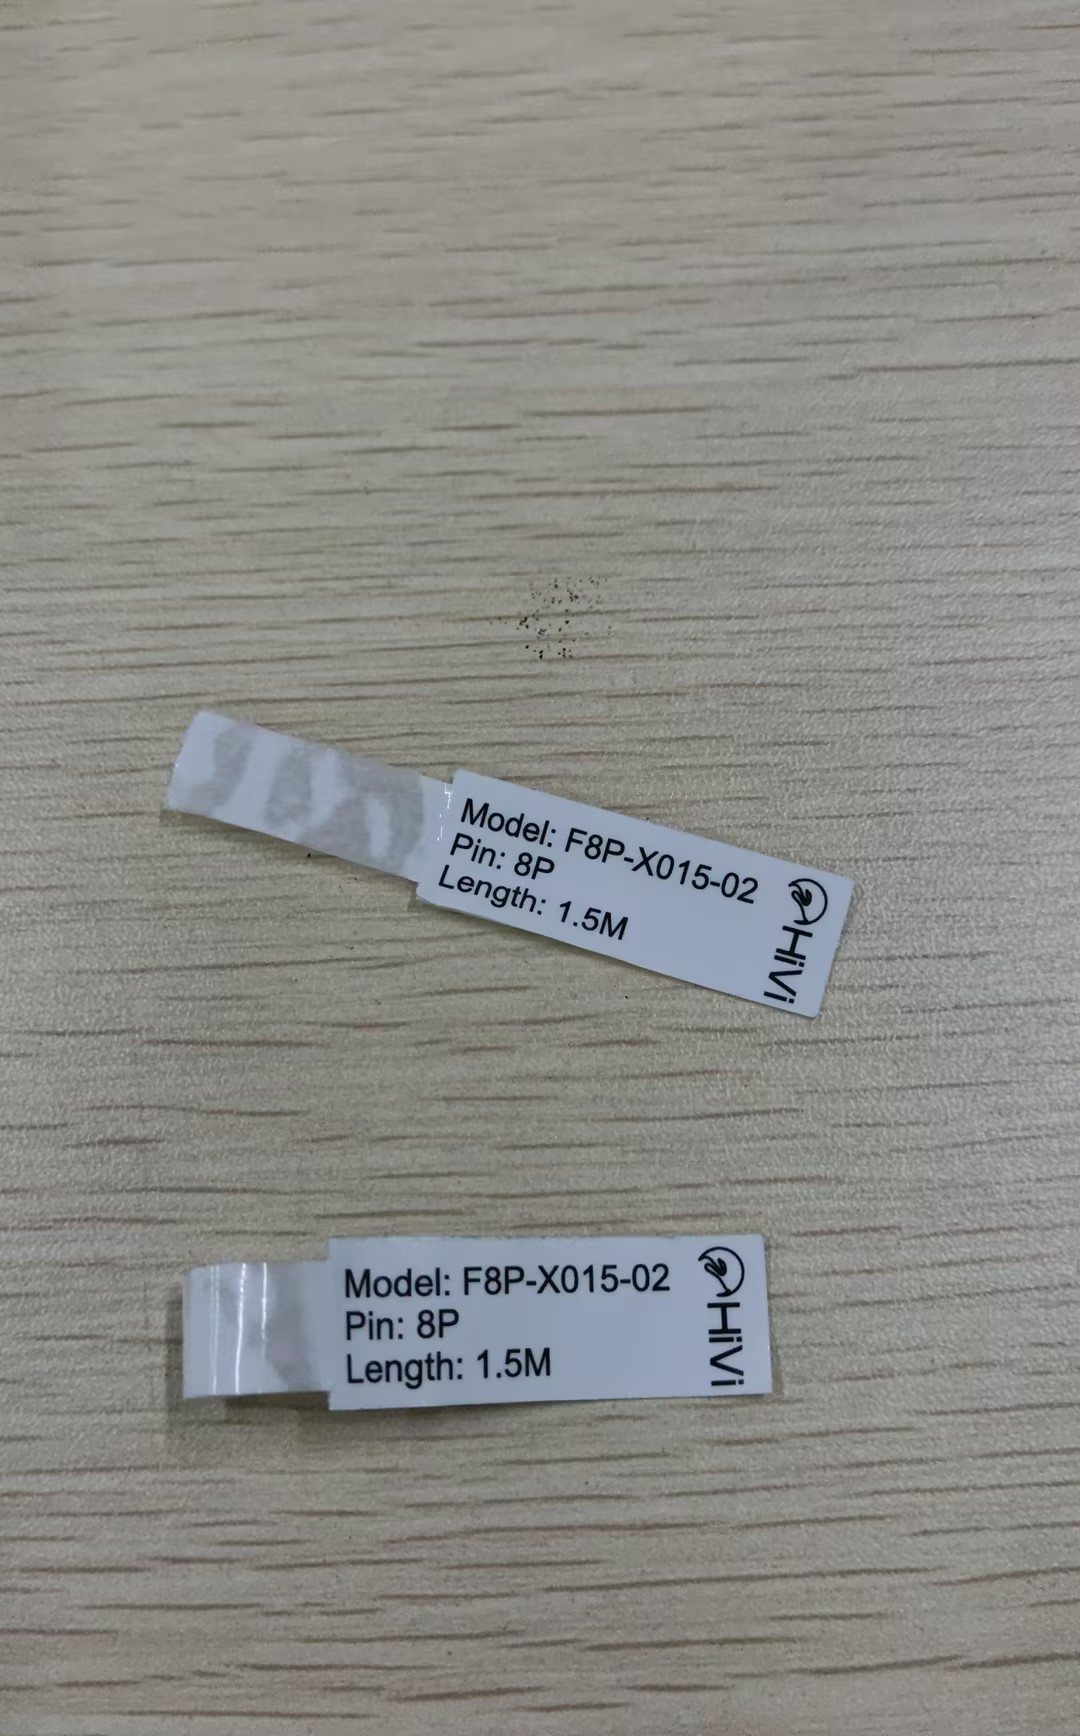 Model: F8P-X015-02
Pin: 8P
Length: 1.5M
HiVi
Model: F8P-X015-02
Pin: 8P
Length: 1.5M
HiVi